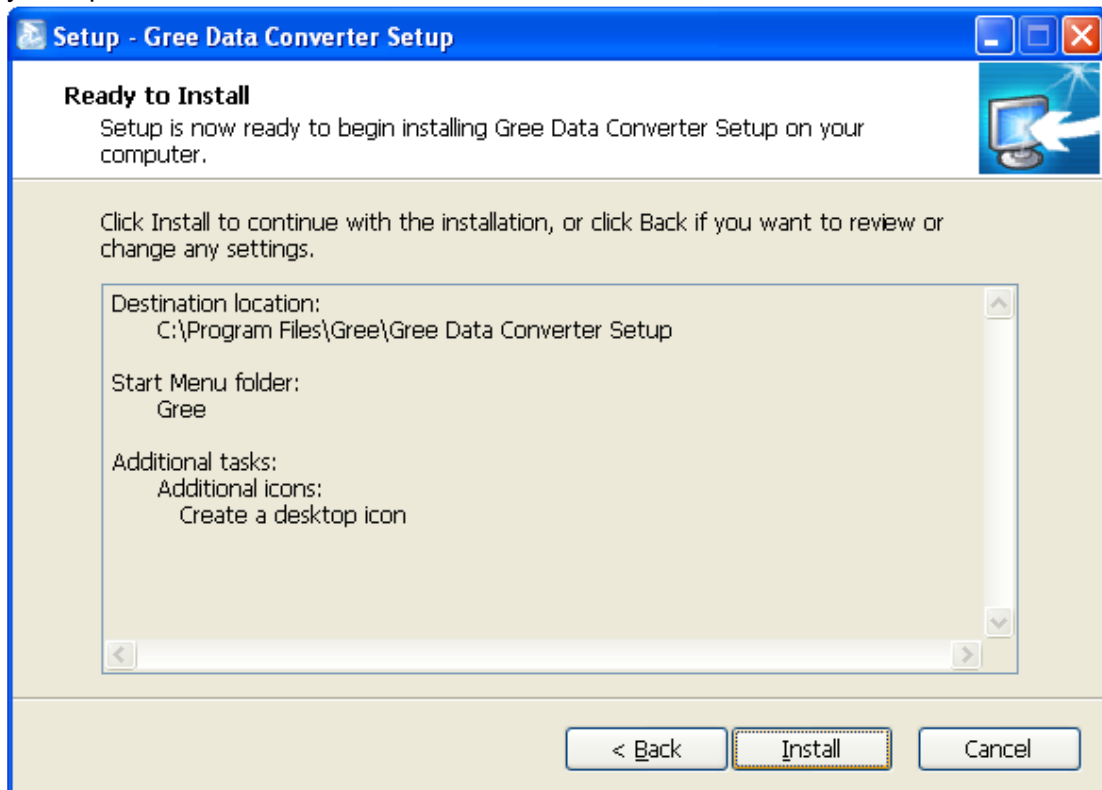 Setup - Gree Data Converter Setup
Ready to Install
Setup is now ready to begin installing Gree Data Converter Setup on your
computer.
Click Install to continue with the installation, or click Back if you want to review or
change any settings.
Destination location:
C:\Program Files\Gree\Gree Data Converter Setup
Start Menu folder:
Gree
Additional tasks:
Additional icons:
Create a desktop icon
< Back
Install
Cancel